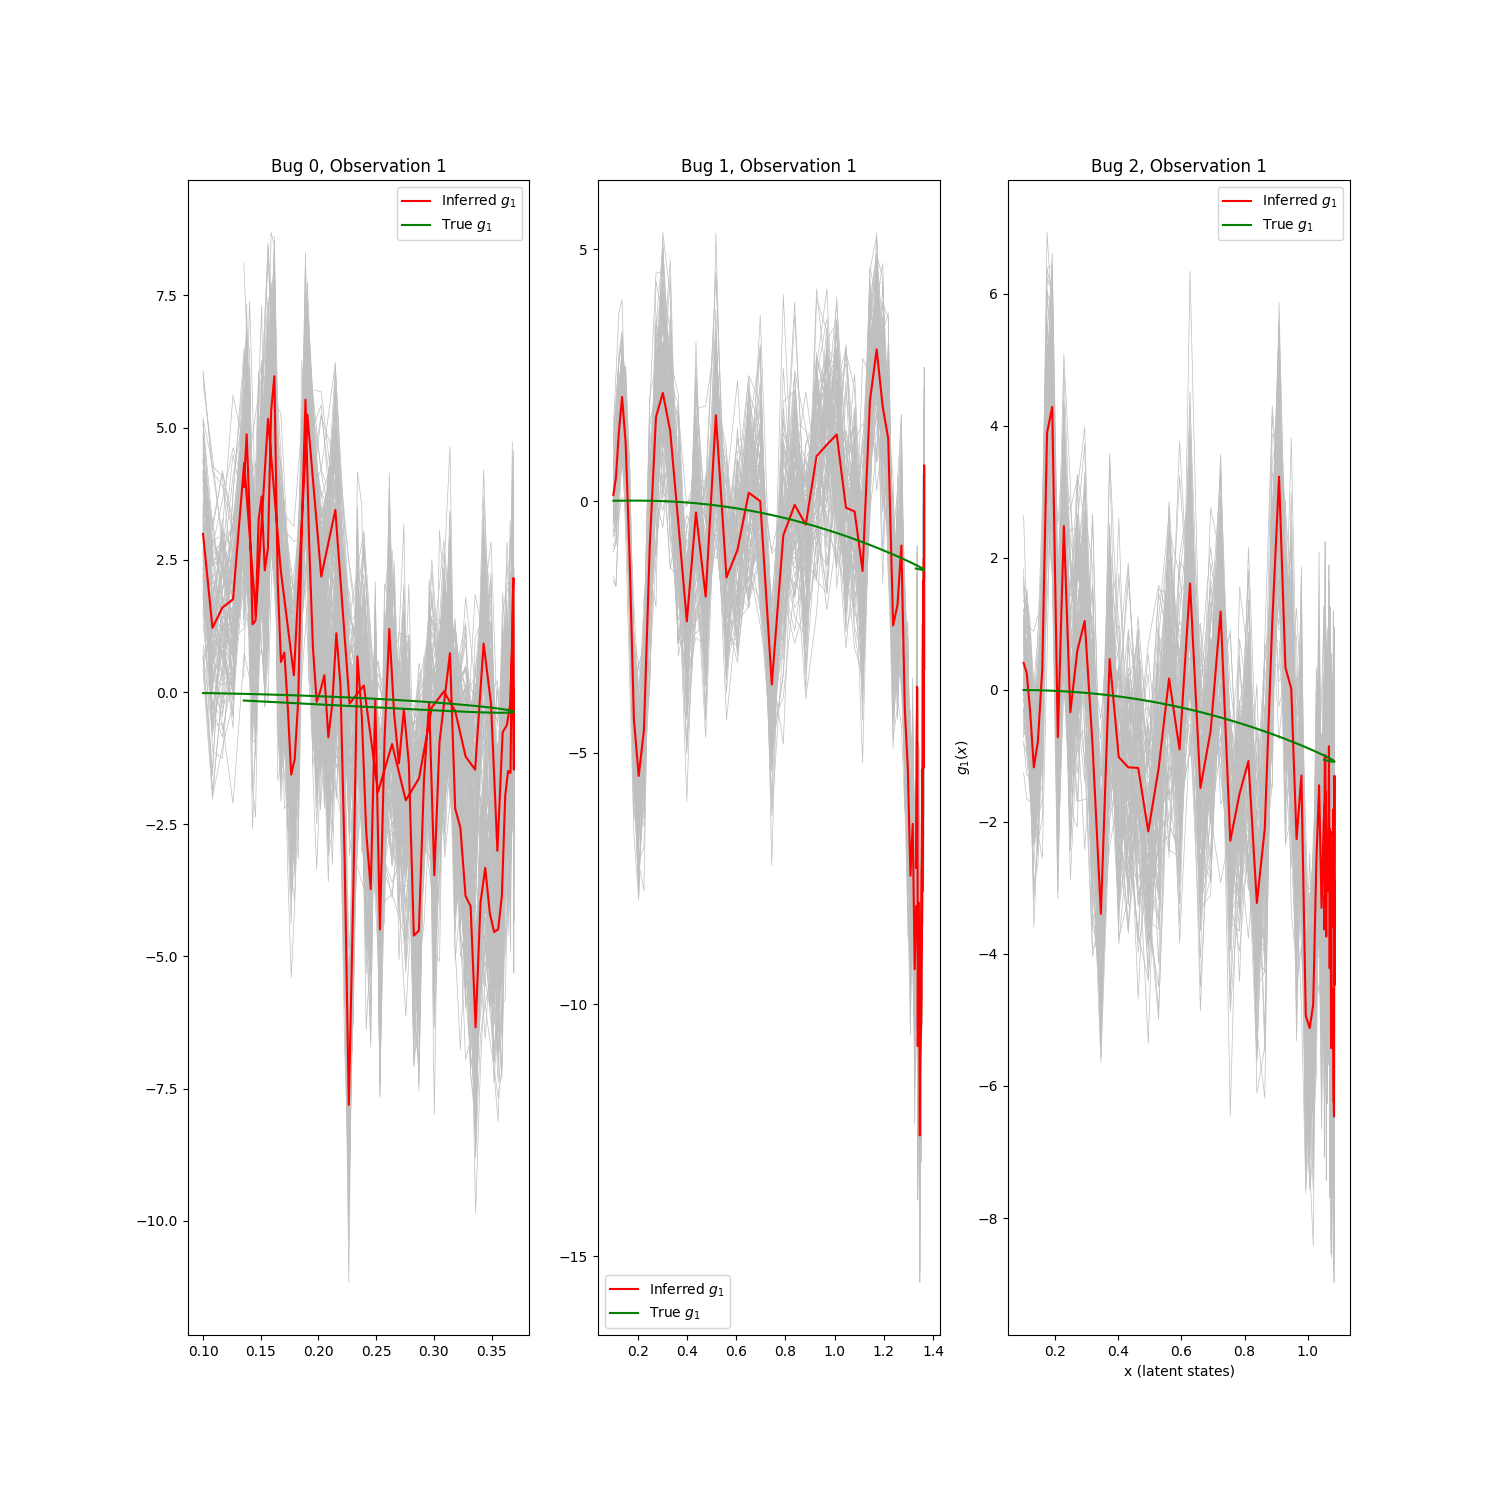 Bug 0, Observation 1
Inferred g₁
True g₁
7.5
5.0
2.5
0.0
−2.5
−5.0
−7.5
−10.0
0.10 0.15 0.20 0.25 0.30 0.35
Bug 1, Observation 1
5
0
−5
−10
−15
Inferred g₁
True g₁
0.2 0.4 0.6 0.8 1.0 1.2 1.4
Bug 2, Observation 1
Inferred g₁
True g₁
g₁(x)
6
4
2
0
−2
−4
−6
−8
0.2 0.4 0.6 0.8 1.0
x (latent states)